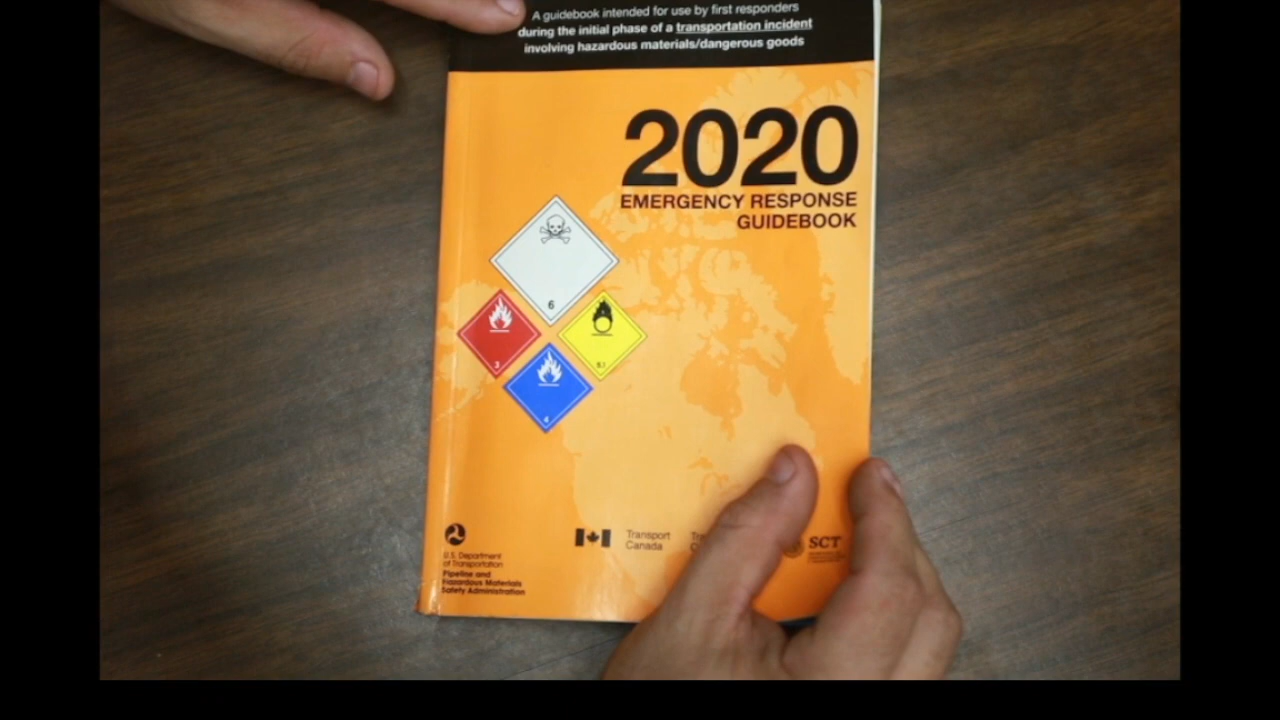 A guidebook intended for use by first responders
during the initial phase of a transportation incident
involving hazardous materials/dangerous goods
2020
EMERGENCY RESPONSE
GUIDEBOOK
6
3
5.1
4
U.S. Department
of Transportation
Pipeline and
Hazardous Materials
Safety Administration
Transport
Canada
SCT